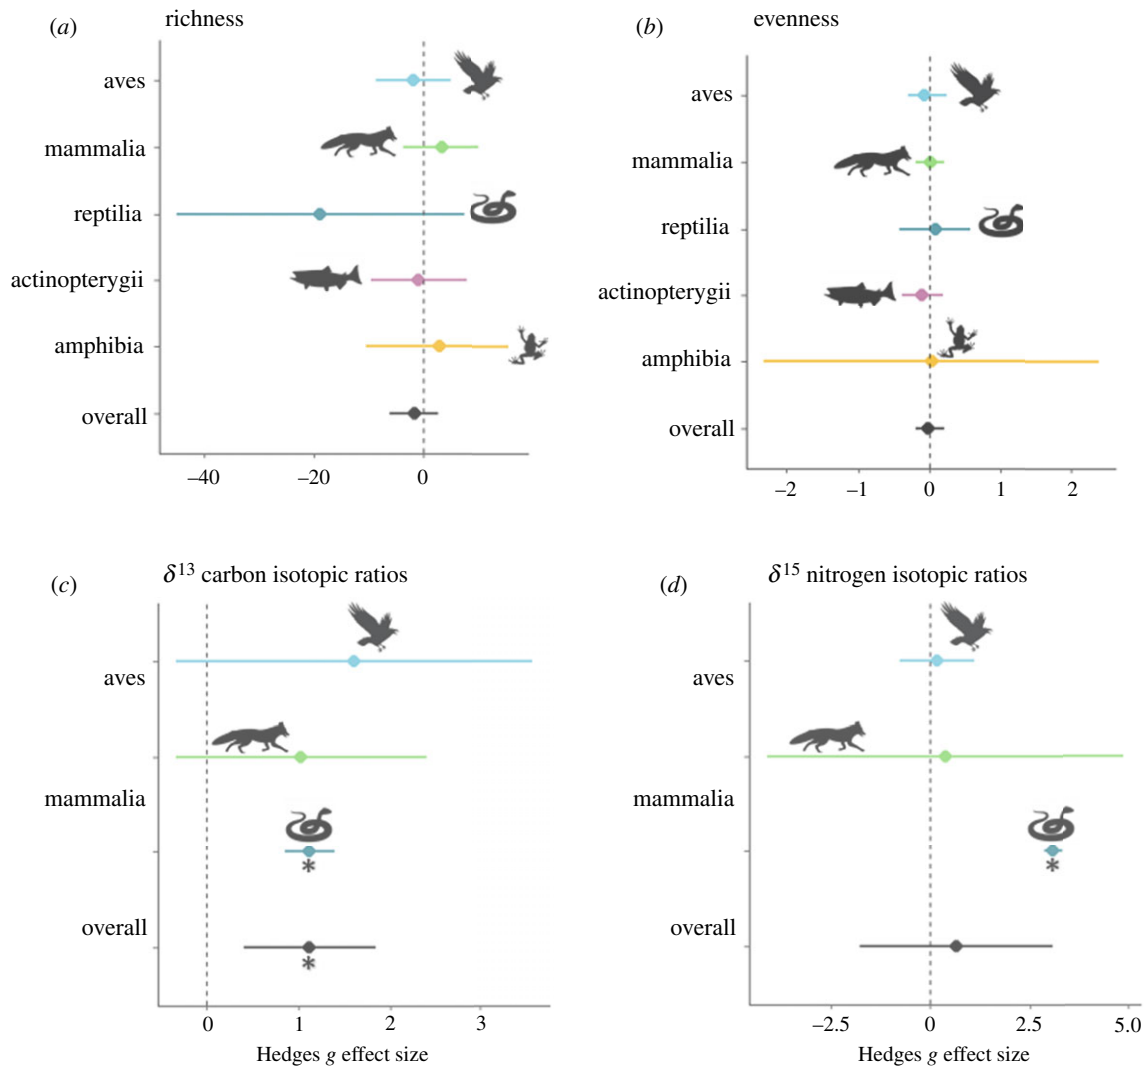 (a) richness
aves
mammalia
reptilia
actinopterygii
amphibia
overall
–40 –20 0
(b) evenness
aves
mammalia
reptilia
actinopterygii
amphibia
overall
–2 –1 0 1 2
(c) δ¹³ carbon isotopic ratios
aves
mammalia
*
overall
*
0 1 2 3
Hedges g effect size
(d) δ¹⁵ nitrogen isotopic ratios
aves
mammalia
*
overall
–2.5 0 2.5 5.0
Hedges g effect size